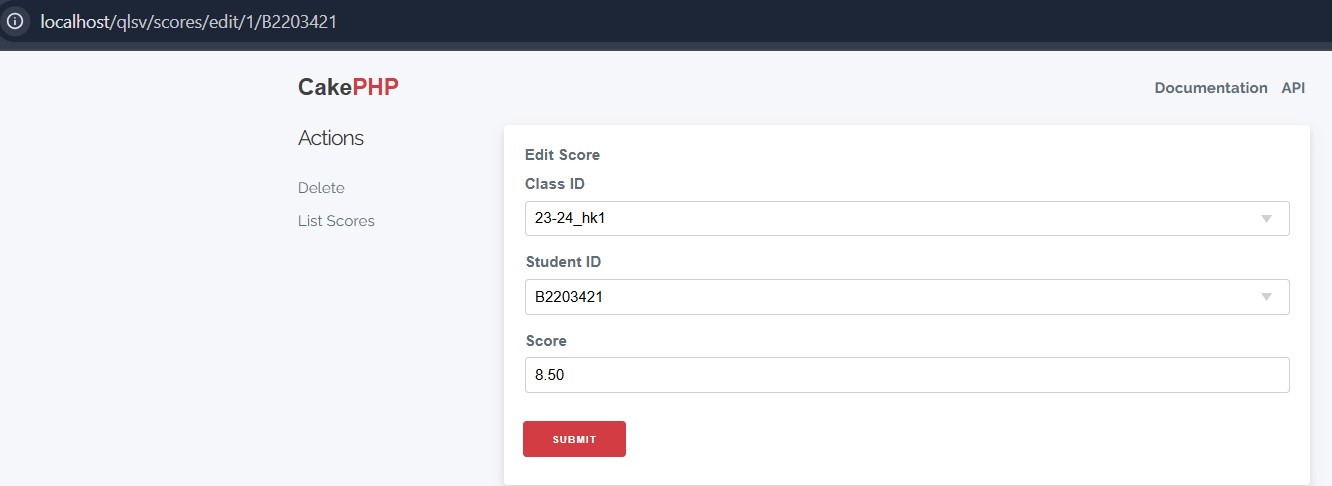 localhost/qlsv/scores/edit/1/B2203421
CakePHP
Documentation API
Actions
Delete
List Scores
Edit Score
Class ID
23-24_hk1
Student ID
B2203421
Score
8.50
SUBMIT